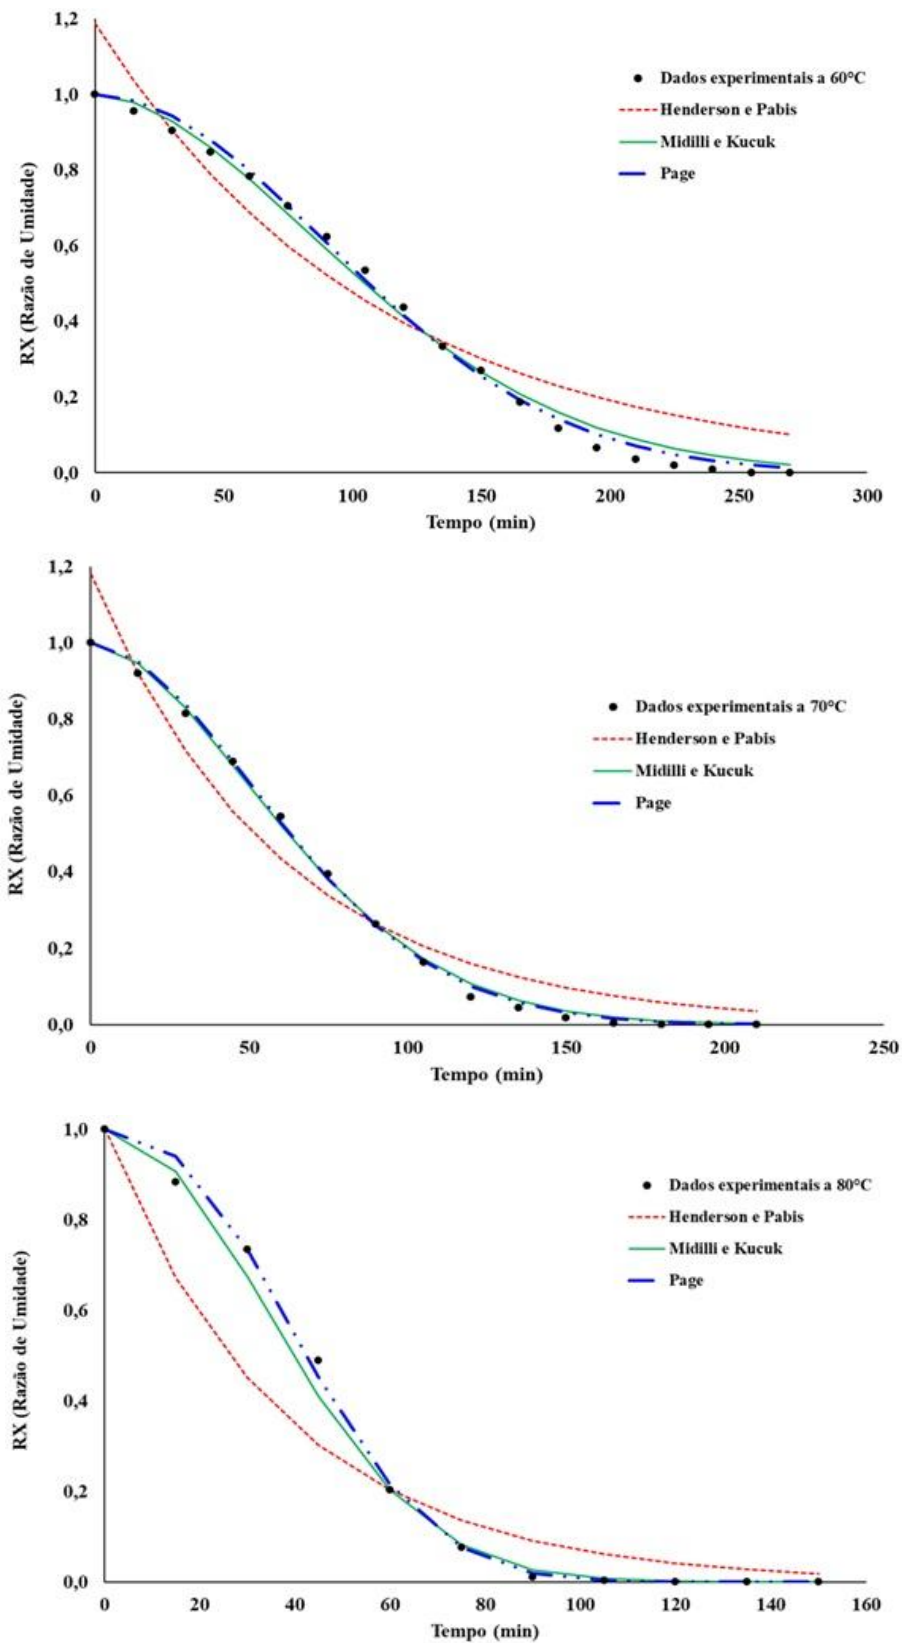 1,2
1,0
0,8
0,6
0,4
0,2
0,0
RX (Razão de Umidade)
Dados experimentais a 60°C
Henderson e Pabis
Midilli e Kucuk
Page
0 50 100 150 200 250 300
Tempo (min)
1,2
1,0
0,8
0,6
0,4
0,2
0,0
RX (Razão de Umidade)
Dados experimentais a 70°C
Henderson e Pabis
Midilli e Kucuk
Page
0 50 100 150 200 250
Tempo (min)
1,0
0,8
0,6
0,4
0,2
0,0
RX (Razão de Umidade)
Dados experimentais a 80°C
Henderson e Pabis
Midilli e Kucuk
Page
0 20 40 60 80 100 120 140 160
Tempo (min)